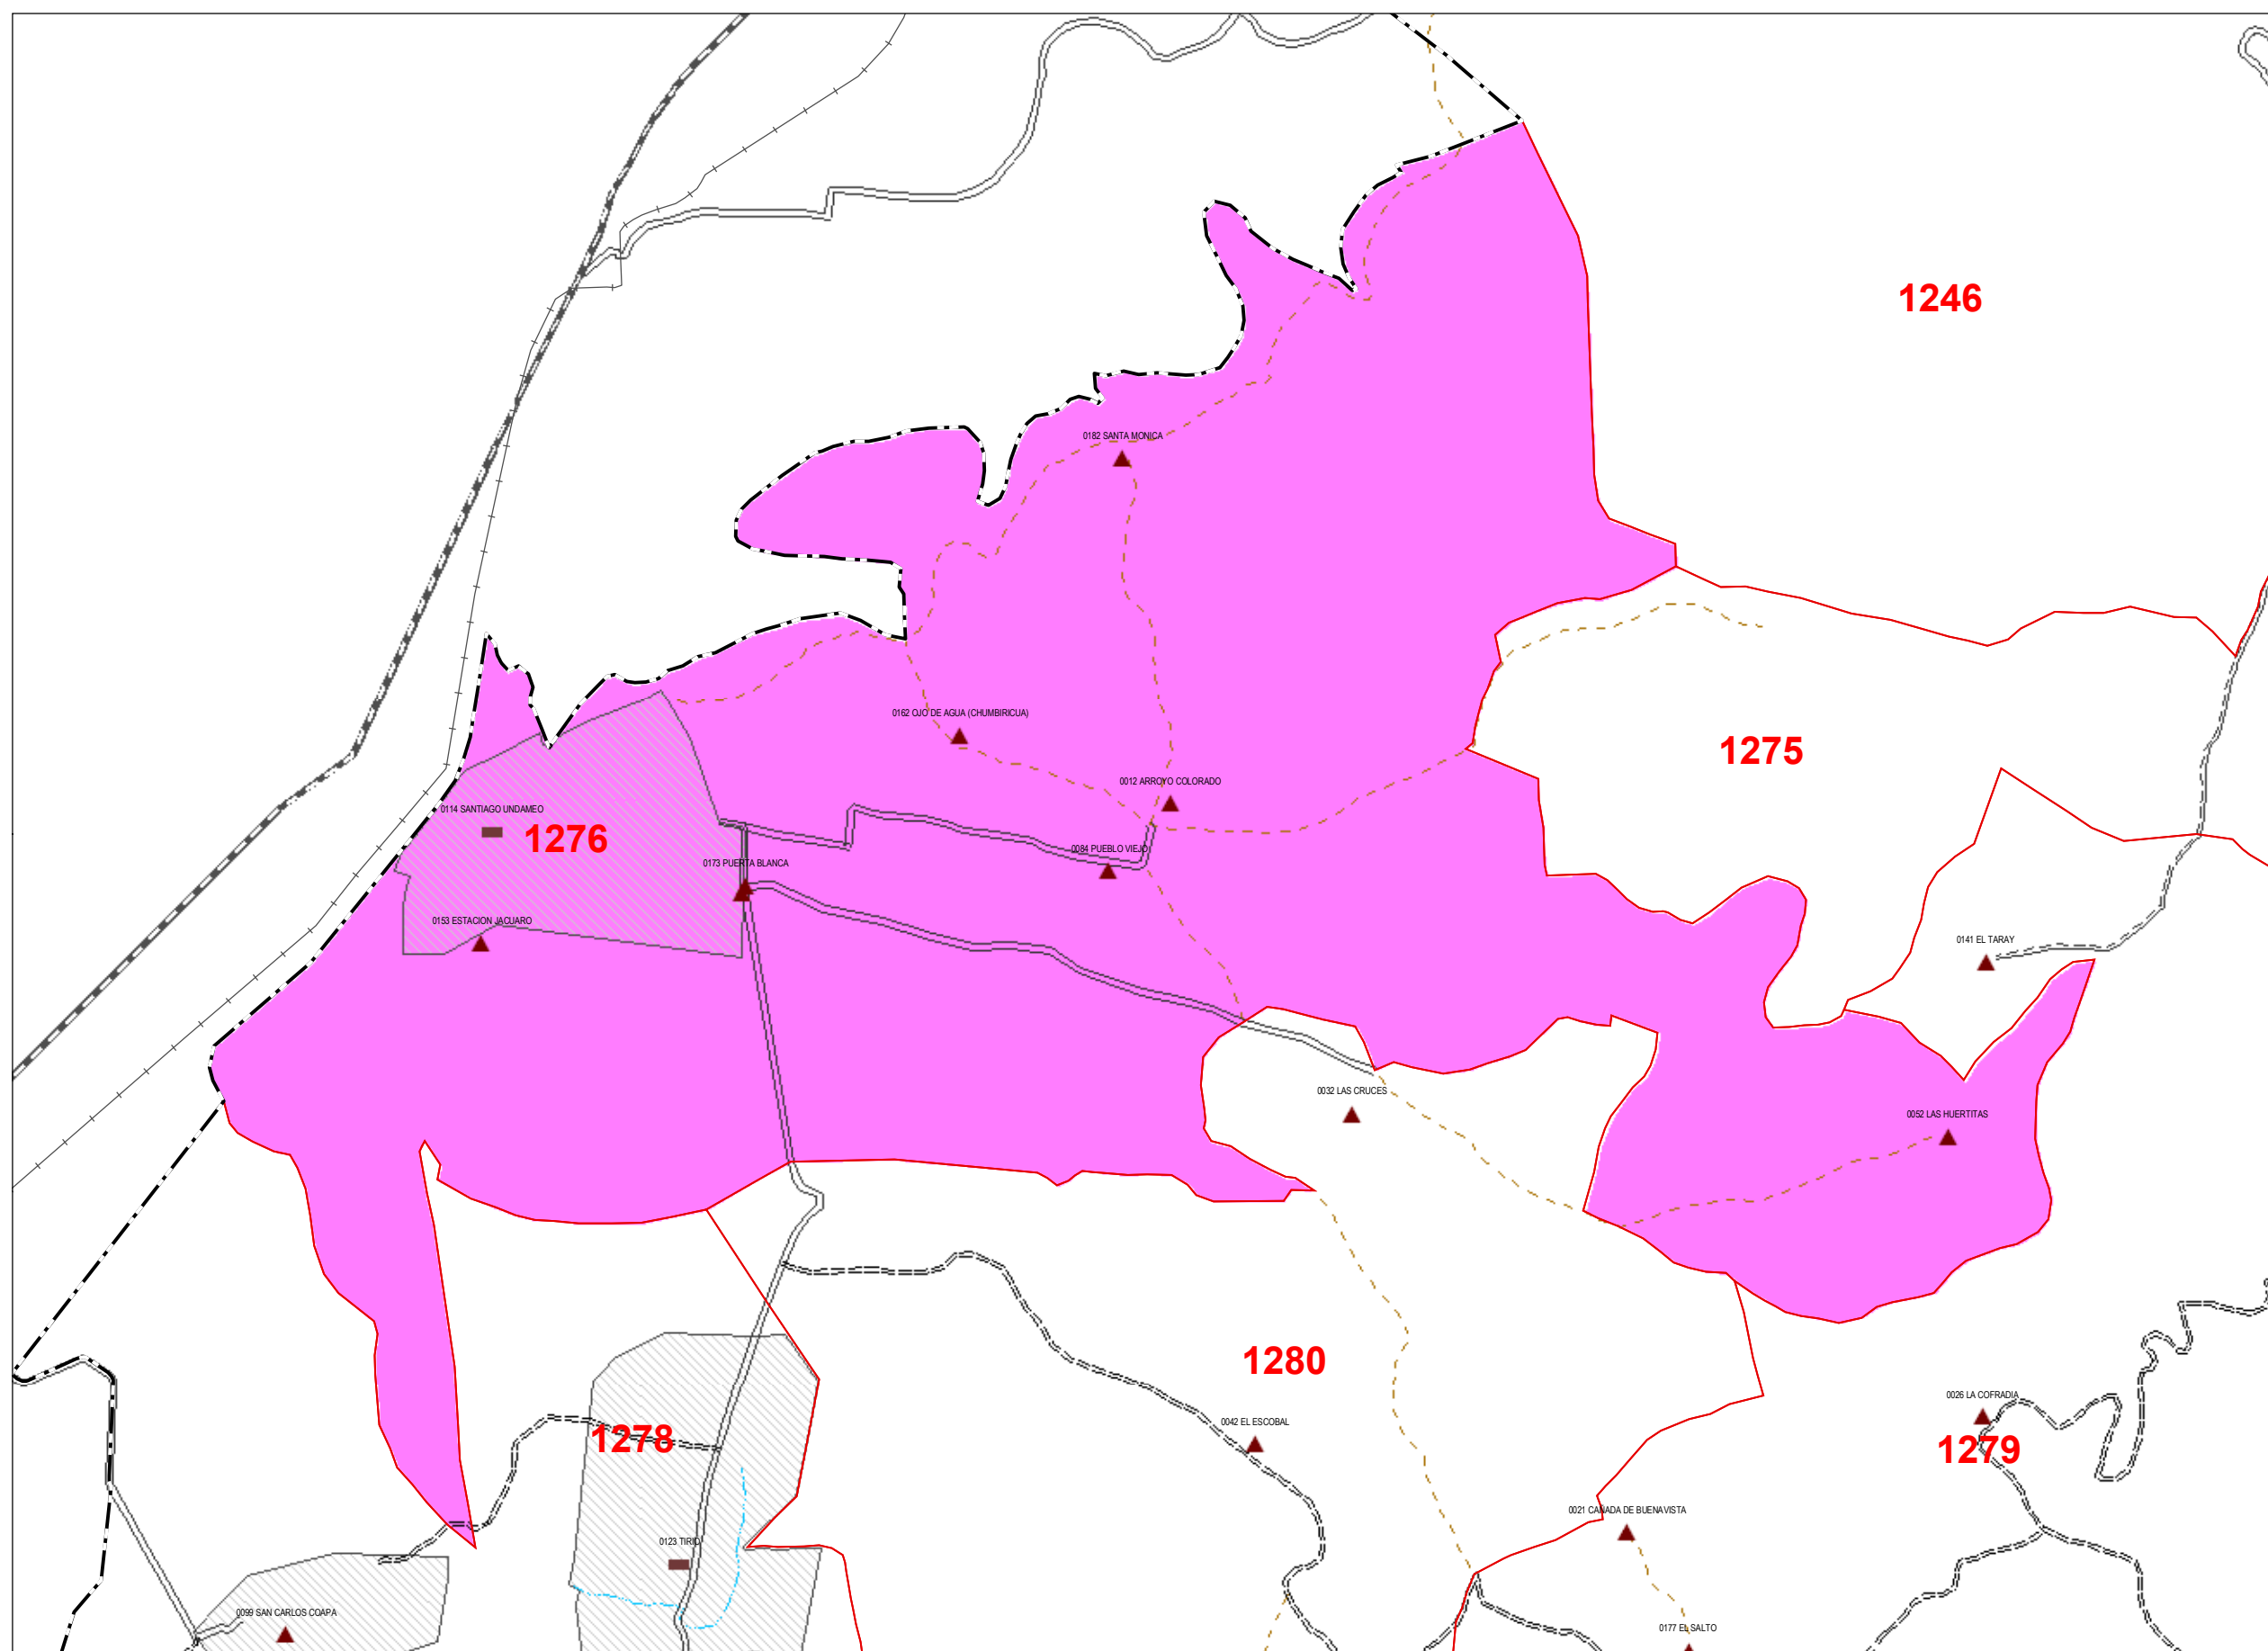 1246
0182 SANTA MONICA
0162 OJO DE AGUA (CHUMBIRICUA)
1275
0012 ARROYO COLORADO
0114 SANTIAGO UNDAMEO
1276
0084 PUEBLO VIEJO
0173 PUERTA BLANCA
0153 ESTACION JACUARO
0141 EL TARAY
0032 LAS CRUCES
0052 LAS HUERTITAS
1280
0026 LA COFRADIA
0042 EL ESCOBAL
1278
1279
0021 CAÑADA DE BUENAVISTA
0123 TIRIO
0099 SAN CARLOS COAPA
0177 EL SALTO